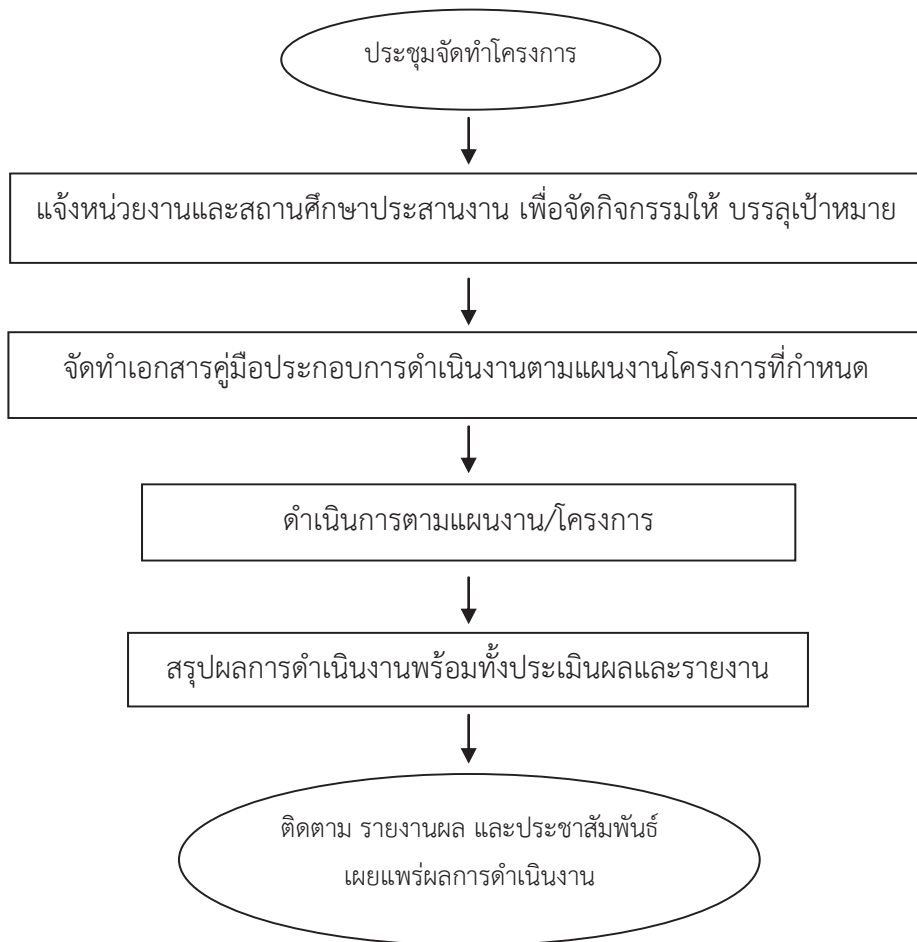 ประชุมจัดทำโครงการ
แจ้งหน่วยงานและสถานศึกษาประสานงาน เพื่อจัดกิจกรรมให้ บรรลุเป้าหมาย
จัดทำเอกสารคู่มือประกอบการดำเนินงานตามแผนงานโครงการที่กำหนด
ดำเนินการตามแผนงาน/โครงการ
สรุปผลการดำเนินงานพร้อมทั้งประเมินผลและรายงาน
ติดตาม รายงานผล และประชาสัมพันธ์
เผยแพร่ผลการดำเนินงาน